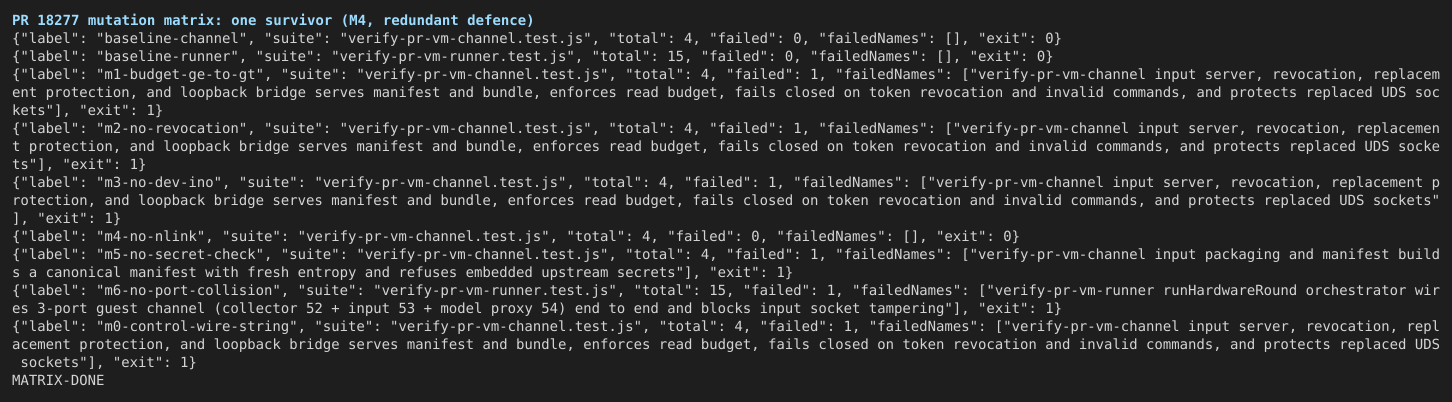 PR 18277 mutation matrix: one survivor (M4, redundant defence)
{"label": "baseline-channel", "suite": "verify-pr-vm-channel.test.js", "total": 4, "failed": 0, "failedNames": [], "exit": 0}
{"label": "baseline-runner", "suite": "verify-pr-vm-runner.test.js", "total": 15, "failed": 0, "failedNames": [], "exit": 0}
{"label": "m1-budget-ge-to-gt", "suite": "verify-pr-vm-channel.test.js", "total": 4, "failed": 1, "failedNames": ["verify-pr-vm-channel input server, revocation, replacem
ent protection, and loopback bridge serves manifest and bundle, enforces read budget, fails closed on token revocation and invalid commands, and protects replaced UDS soc
kets"], "exit": 1}
{"label": "m2-no-revocation", "suite": "verify-pr-vm-channel.test.js", "total": 4, "failed": 1, "failedNames": ["verify-pr-vm-channel input server, revocation, replacemen
t protection, and loopback bridge serves manifest and bundle, enforces read budget, fails closed on token revocation and invalid commands, and protects replaced UDS socke
ts"], "exit": 1}
{"label": "m3-no-dev-ino", "suite": "verify-pr-vm-channel.test.js", "total": 4, "failed": 1, "failedNames": ["verify-pr-vm-channel input server, revocation, replacement p
rotection, and loopback bridge serves manifest and bundle, enforces read budget, fails closed on token revocation and invalid commands, and protects replaced UDS sockets"
], "exit": 1}
{"label": "m4-no-nlink", "suite": "verify-pr-vm-channel.test.js", "total": 4, "failed": 0, "failedNames": [], "exit": 0}
{"label": "m5-no-secret-check", "suite": "verify-pr-vm-channel.test.js", "total": 4, "failed": 1, "failedNames": ["verify-pr-vm-channel input packaging and manifest build
s a canonical manifest with fresh entropy and refuses embedded upstream secrets"], "exit": 1}
{"label": "m6-no-port-collision", "suite": "verify-pr-vm-runner.test.js", "total": 15, "failed": 1, "failedNames": ["verify-pr-vm-runner runHardwareRound orchestrator wir
es 3-port guest channel (collector 52 + input 53 + model proxy 54) end to end and blocks input socket tampering"], "exit": 1}
{"label": "m0-control-wire-string", "suite": "verify-pr-vm-channel.test.js", "total": 4, "failed": 1, "failedNames": ["verify-pr-vm-channel input server, revocation, repl
acement protection, and loopback bridge serves manifest and bundle, enforces read budget, fails closed on token revocation and invalid commands, and protects replaced UDS
 sockets"], "exit": 1}
MATRIX-DONE